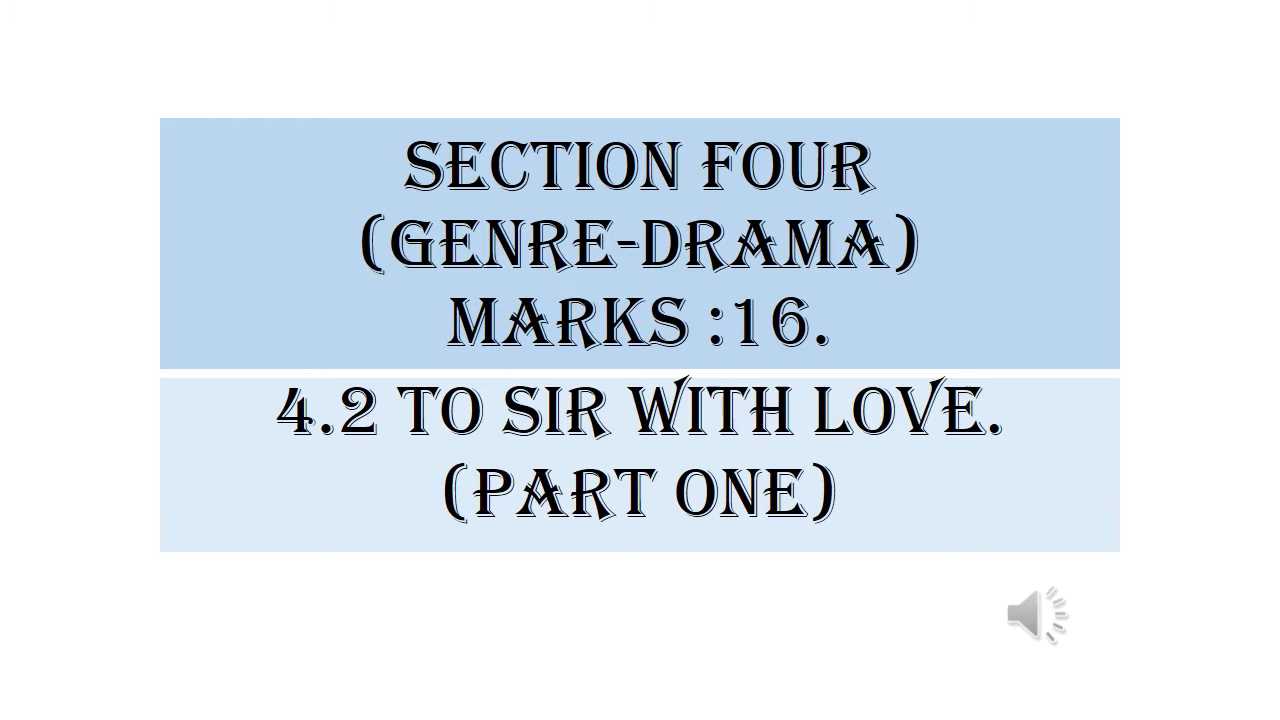 SECTION FOUR
(GENRE-DRAMA)
MARKS :16.
4.2 TO SIR WITH LOVE.
(PART ONE)